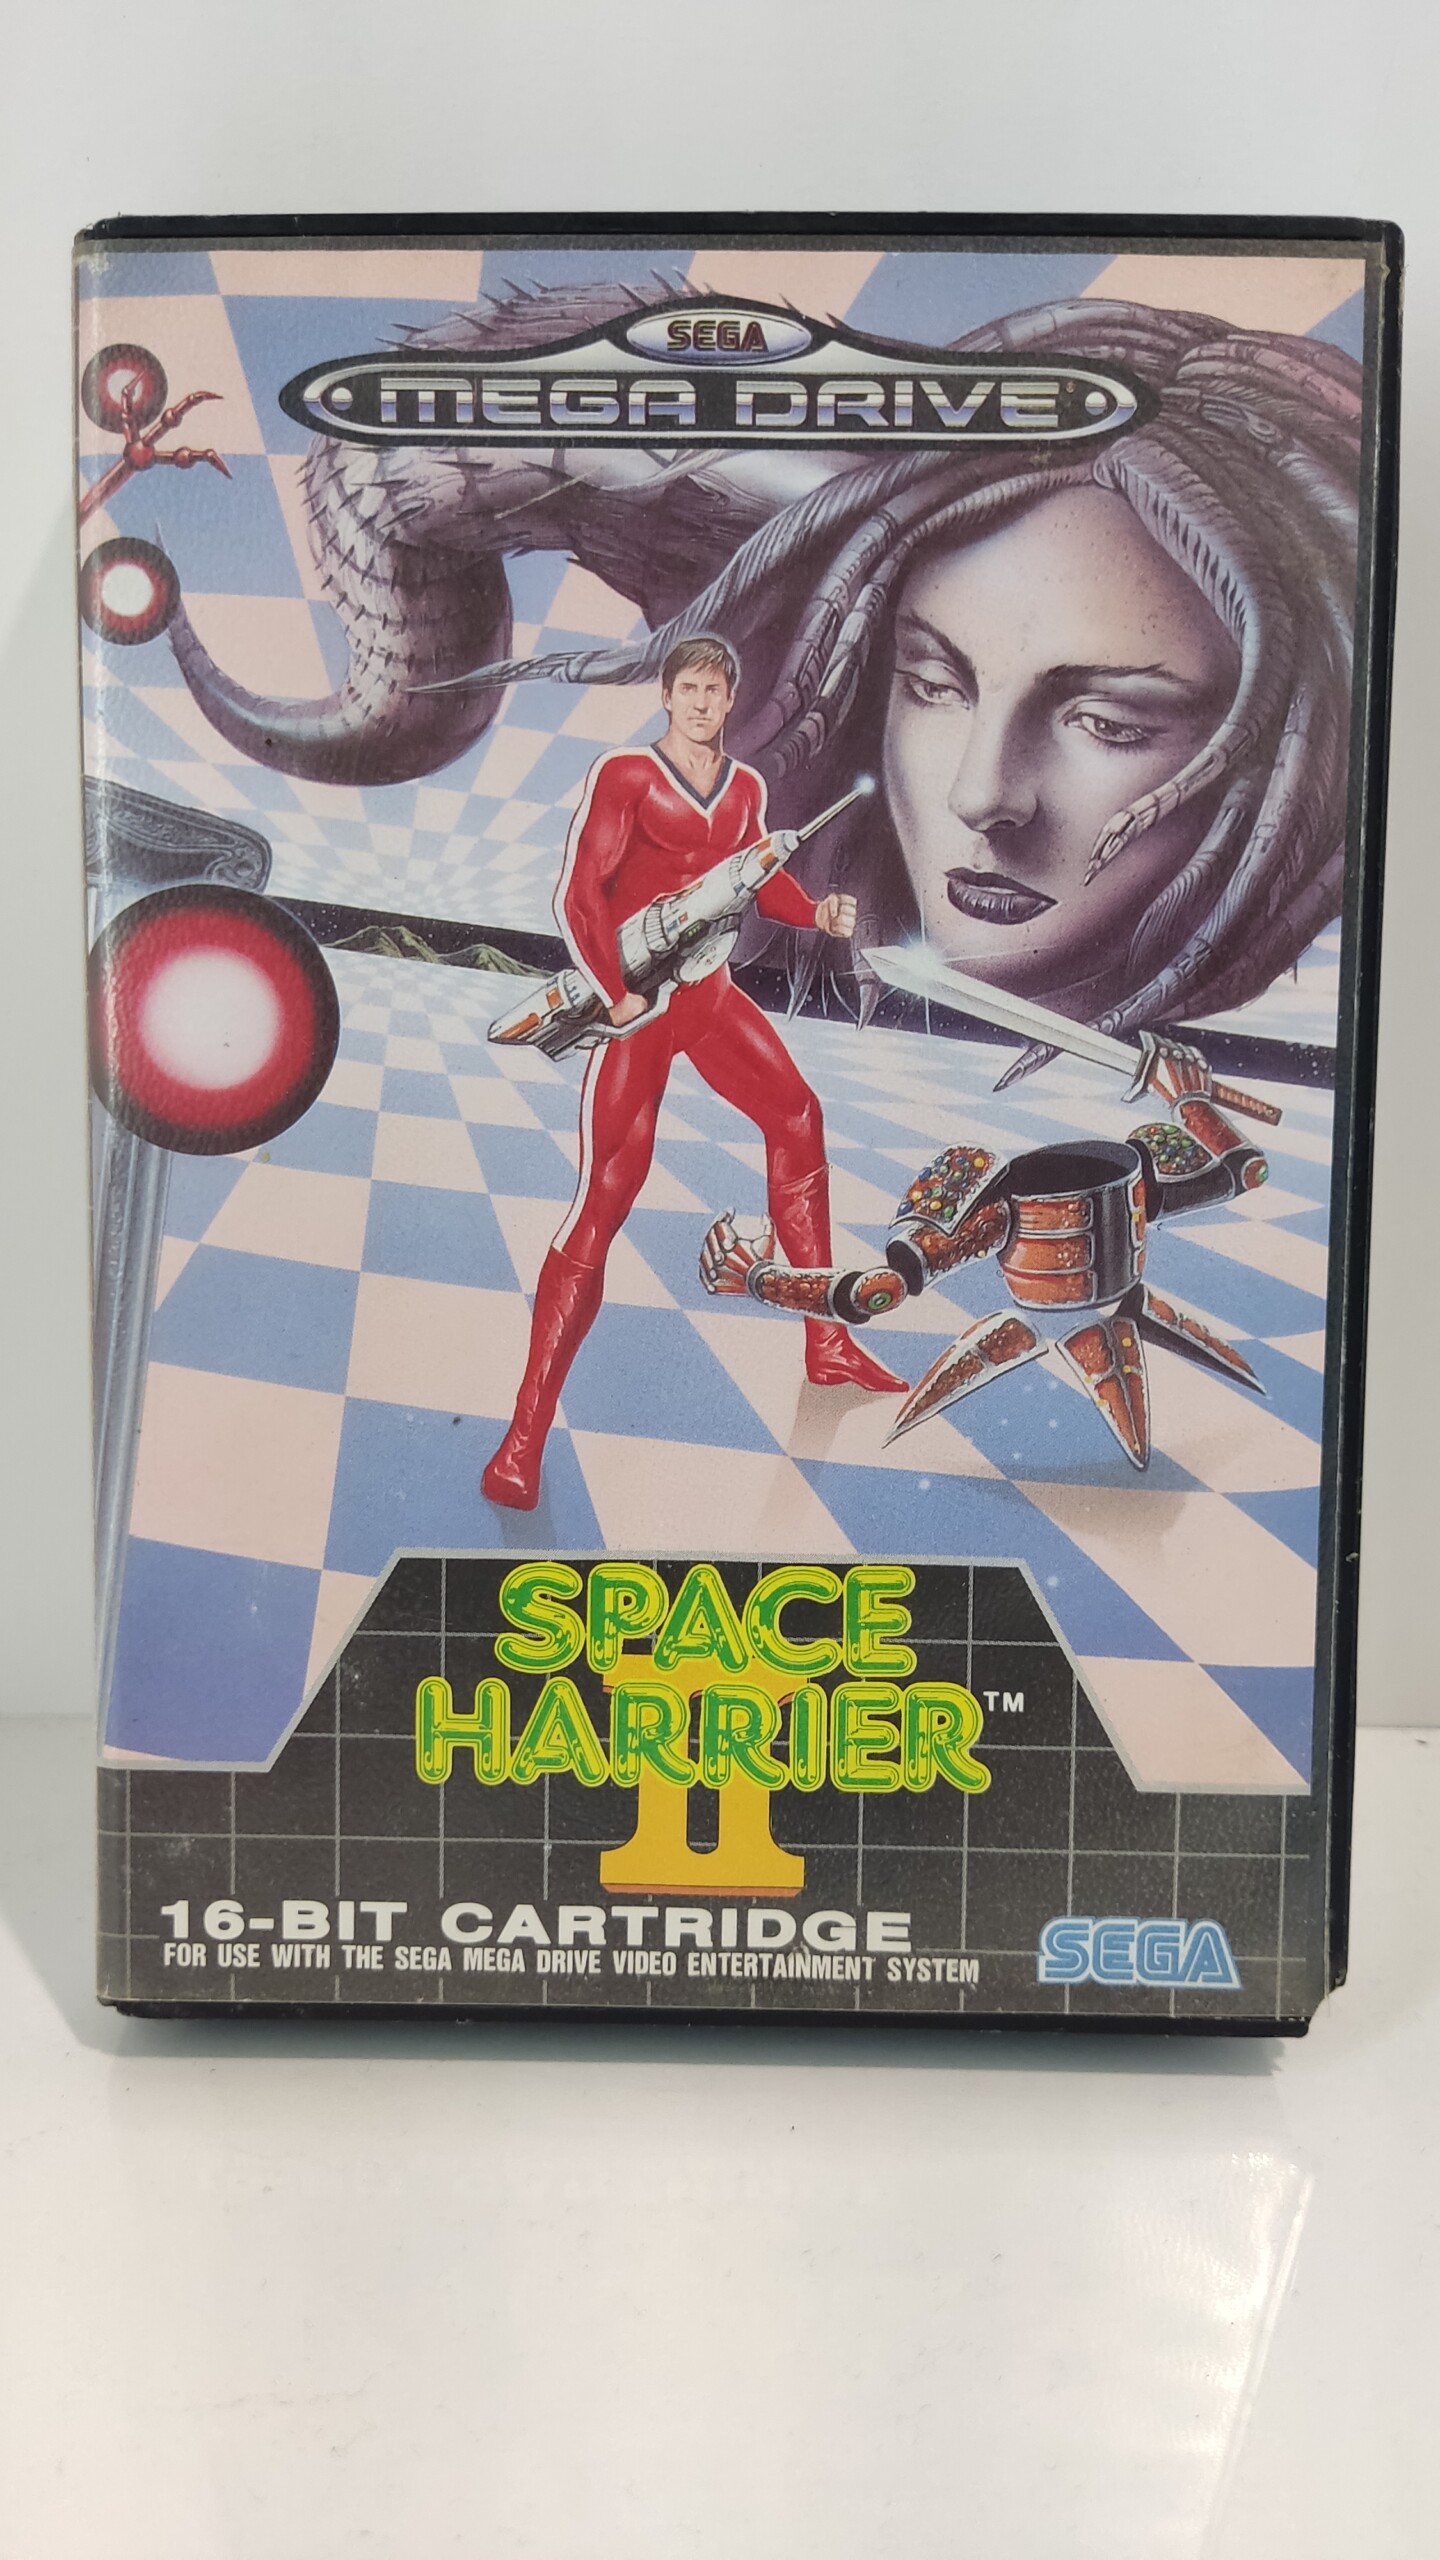 SEGA
MEGA DRIVE
SPACE
HARRIER™
II
16-BIT CARTRIDGE
FOR USE WITH THE SEGA MEGA DRIVE VIDEO ENTERTAINMENT SYSTEM
SEGA